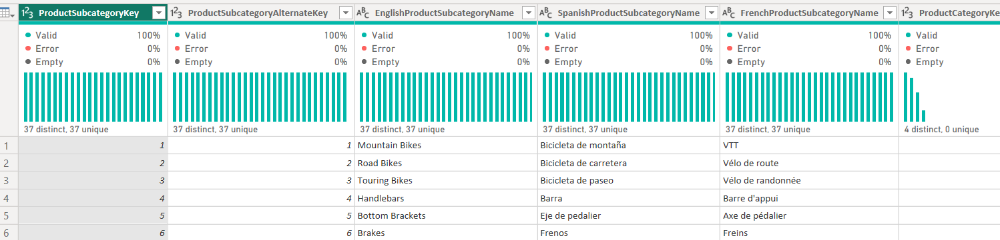 1²3 ProductSubcategoryKey 1²3 ProductSubcategoryAlternateKey ABC EnglishProductSubcategoryName ABC SpanishProductSubcategoryName ABC FrenchProductSubcategoryName 1²3 ProductCategoryKe
Valid 100% Valid 100% Valid 100% Valid 100% Valid 100% Valid
Error 0% Error 0% Error 0% Error 0% Error 0% Error
Empty 0% Empty 0% Empty 0% Empty 0% Empty 0% Empty
37 distinct, 37 unique 37 distinct, 37 unique 37 distinct, 37 unique 37 distinct, 37 unique 37 distinct, 37 unique 4 distinct, 0 unique
1 1 1 Mountain Bikes Bicicleta de montaña VTT
2 2 2 Road Bikes Bicicleta de carretera Vélo de route
3 3 3 Touring Bikes Bicicleta de paseo Vélo de randonnée
4 4 4 Handlebars Barra Barre d'appui
5 5 5 Bottom Brackets Eje de pedalier Axe de pédalier
6 6 6 Brakes Frenos Freins